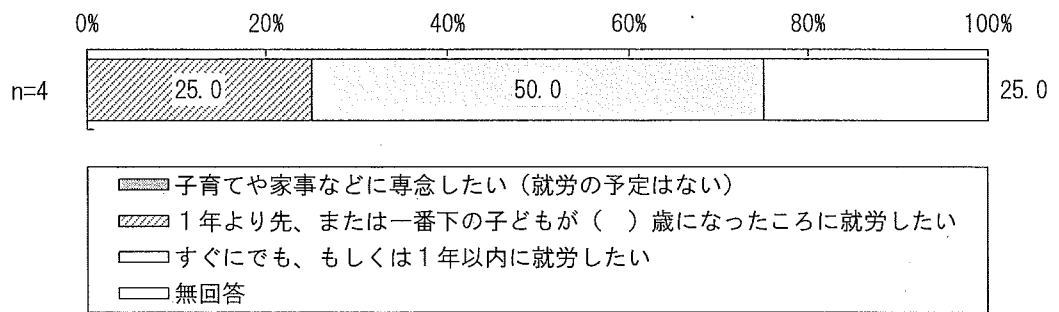 0% 20% 40% 60% 80% 100%
n=4 25.0 50.0 25.0
子育てや家事などに専念したい（就労の予定はない）
１年より先、または一番下の子どもが（　）歳になったころに就労したい
すぐにでも、もしくは１年以内に就労したい
無回答